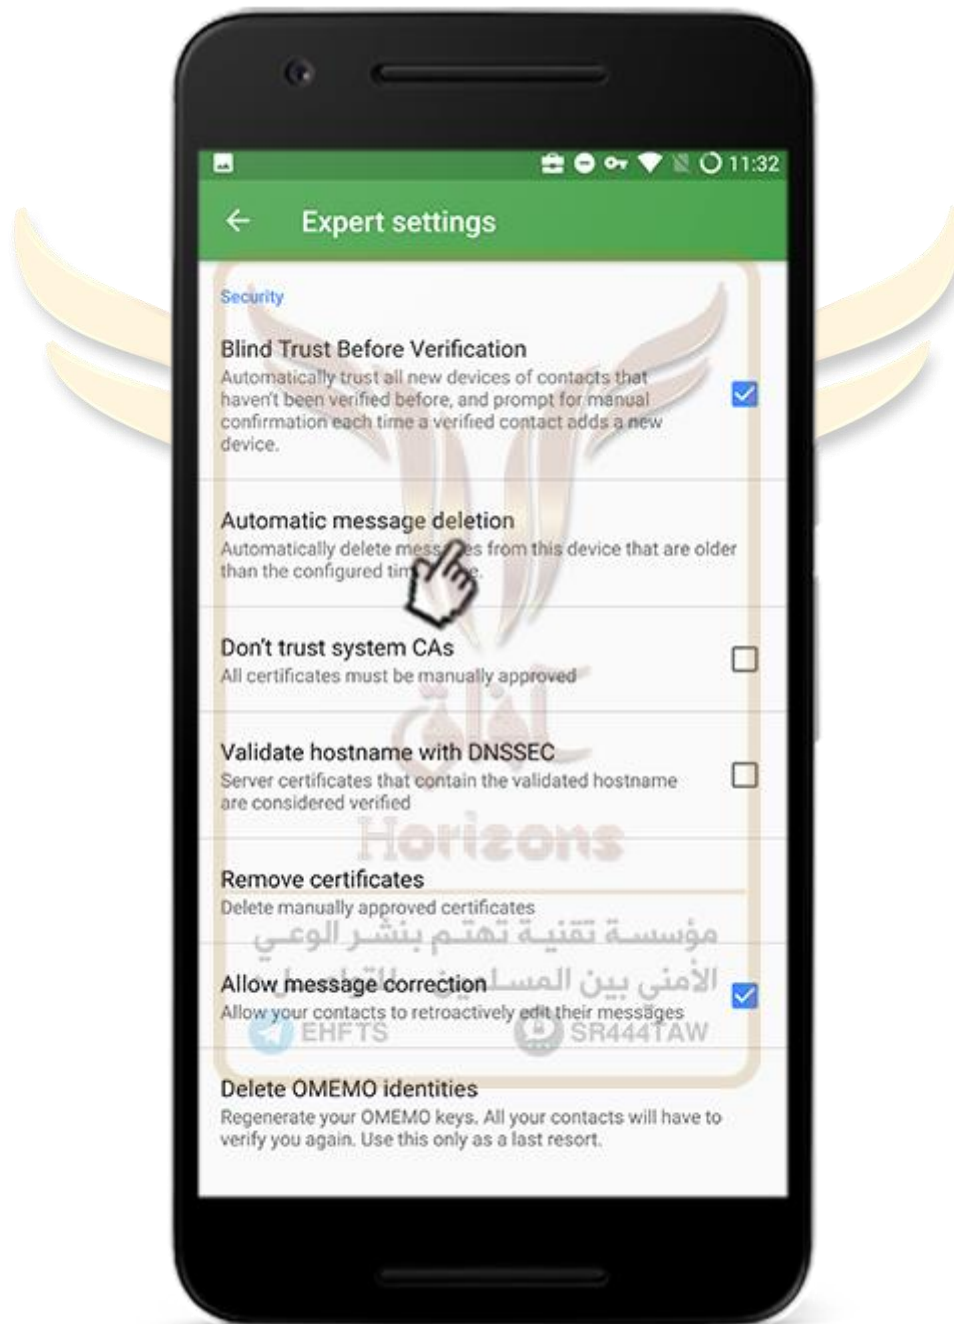 11:32
Expert settings
Security
Blind Trust Before Verification
Automatically trust all new devices of contacts that
haven't been verified before, and prompt for manual
confirmation each time a verified contact adds a new
device.
Automatic message deletion
Automatically delete messages from this device that are older
than the configured
Don't trust system CAs
All certificates must be manually approved
آفاق
Validate hostname with DNSSEC
Server certificates that contain the validated hostname
are considered verified
Horizons
Remove certificates
Delete manually approved certificates
مؤسسة تقنية تهتم بنشر الوعي
الأمني بين المسلمين
Allow message correction
Allow your contacts to retroactively edit their messages
EHFTS SR444TAW
Delete OMEMO identities
Regenerate your OMEMO keys. All your contacts will have to
verify you again. Use this only as a last resort.